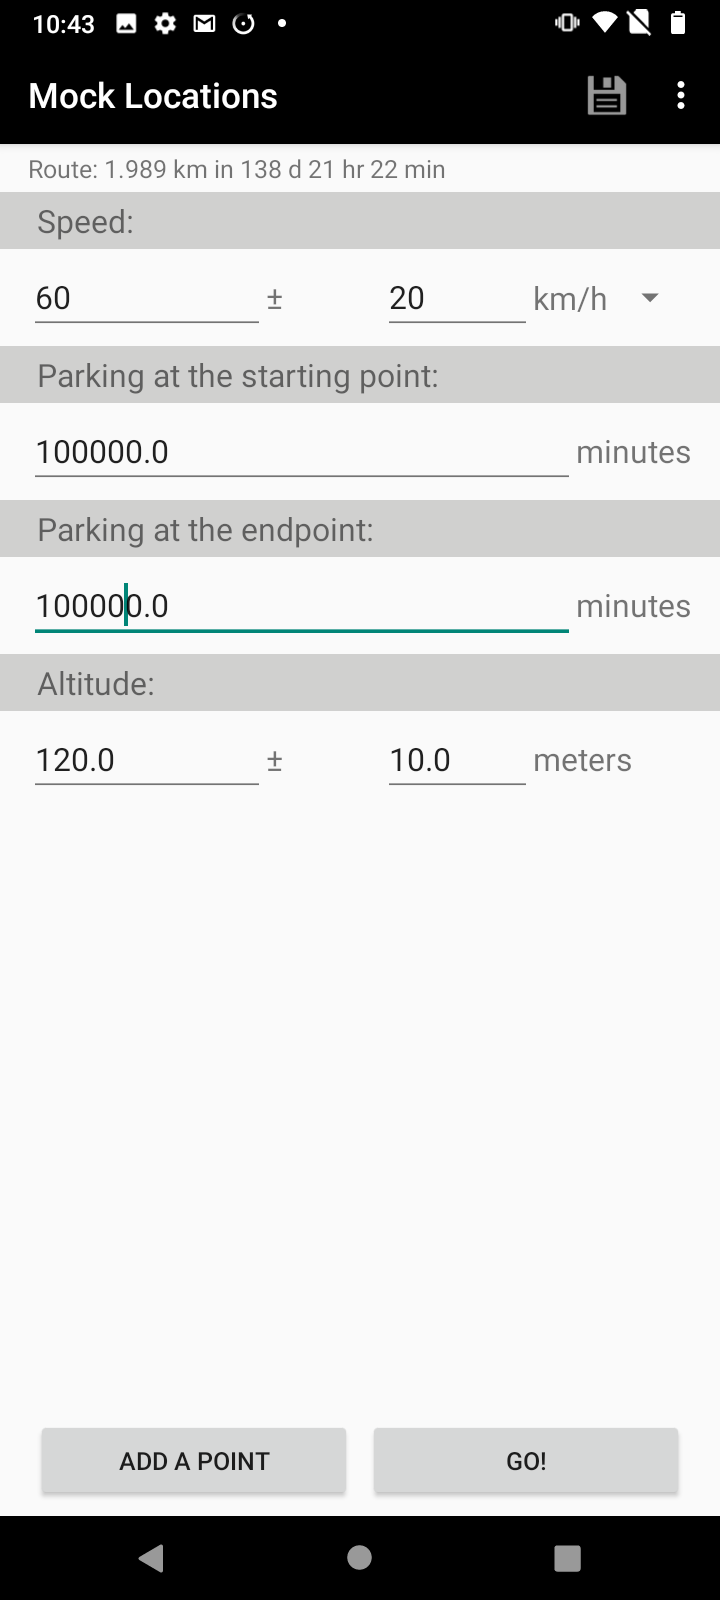 10:43
Mock Locations
Route: 1.989 km in 138 d 21 hr 22 min
Speed:
60 ± 20 km/h
Parking at the starting point:
100000.0 minutes
Parking at the endpoint:
100000.0 minutes
Altitude:
120.0 ± 10.0 meters
ADD A POINT GO!